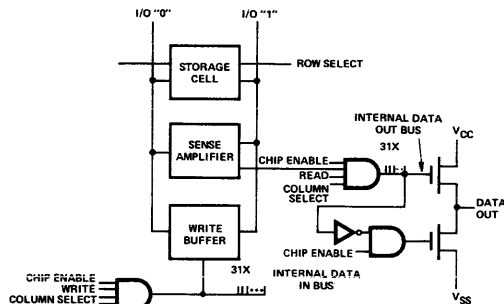 I/O "0"
I/O "1"
STORAGE
CELL
ROW SELECT
SENSE
AMPLIFIER
INTERNAL DATA
OUT BUS
VCC
31X
CHIP ENABLE
READ
COLUMN
SELECT
DATA
OUT
WRITE
BUFFER
CHIP ENABLE
31X
INTERNAL DATA
IN BUS
CHIP ENABLE
WRITE
COLUMN SELECT
VSS